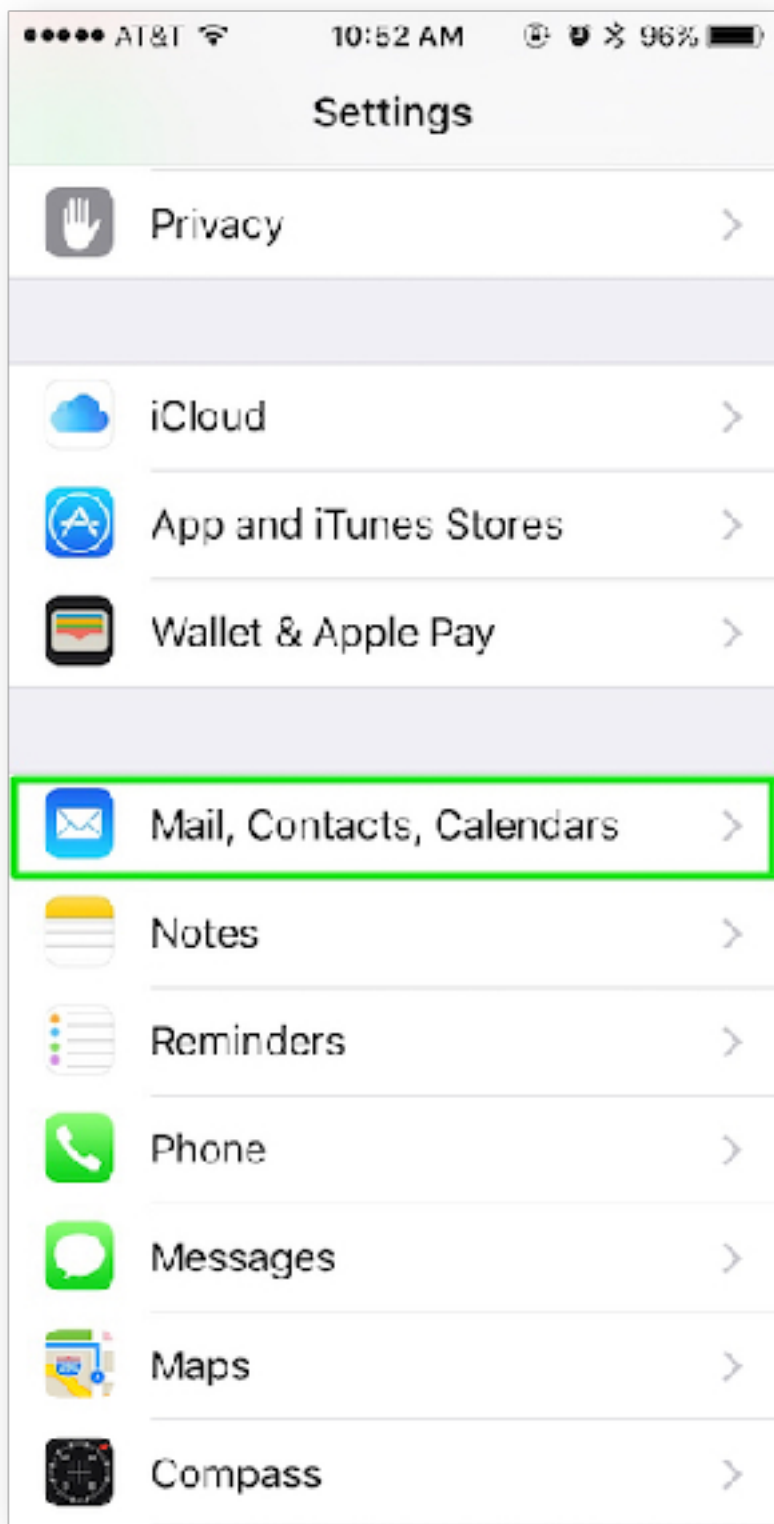 AT&T 10:52 AM 96%
Settings
Privacy
iCloud
App and iTunes Stores
Wallet & Apple Pay
Mail, Contacts, Calendars
Notes
Reminders
Phone
Messages
Maps
Compass